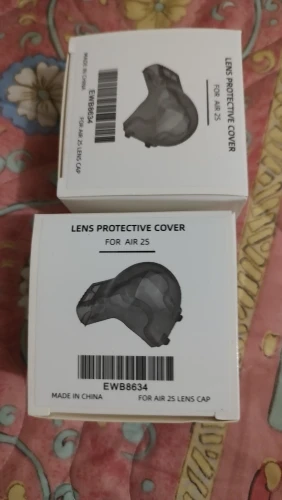 LENS PROTECTIVE COVER
FOR AIR 2S
EWB8634
MADE IN CHINA
FOR AIR 2S LENS CAP
LENS PROTECTIVE COVER
FOR AIR 2S
EWB8634
MADE IN CHINA FOR AIR 2S LENS CAP